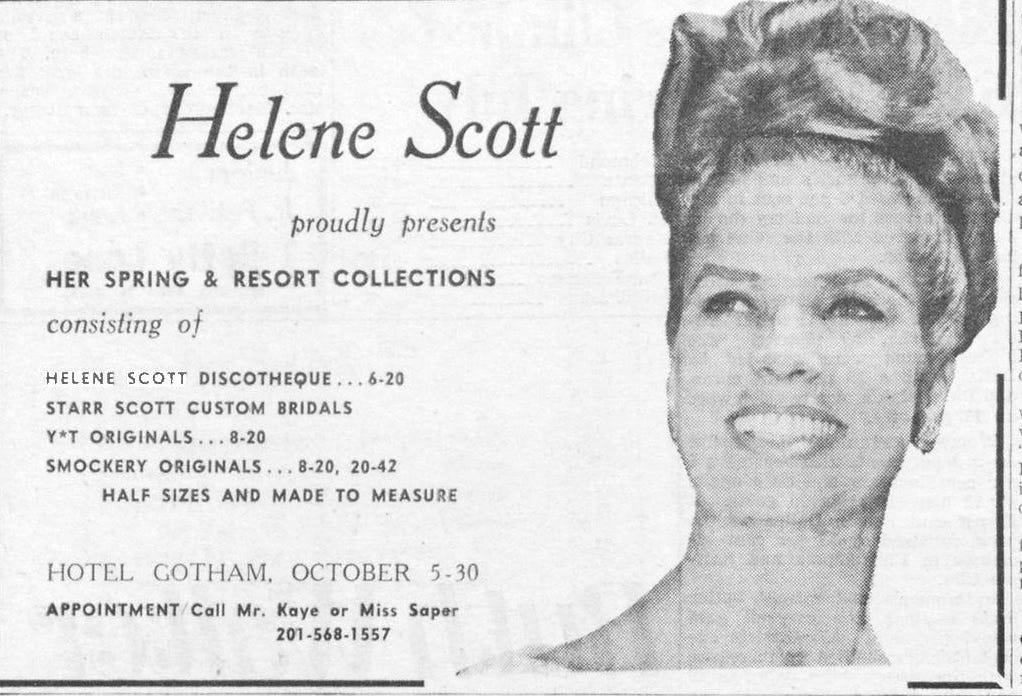 Helene Scott
proudly presents
HER SPRING & RESORT COLLECTIONS
consisting of
HELENE SCOTT DISCOTHEQUE...6-20
STARR SCOTT CUSTOM BRIDALS
Y*T ORIGINALS...8-20
SMOCKERY ORIGINALS...8-20, 20-42
HALF SIZES AND MADE TO MEASURE
HOTEL GOTHAM, OCTOBER 5-30
APPOINTMENT/Call Mr. Kaye or Miss Saper
201-568-1557